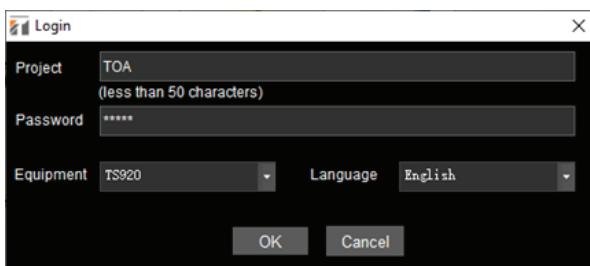 Login
Project TOA
(less than 50 characters)
Password *****
Equipment TS920 Language English
OK Cancel